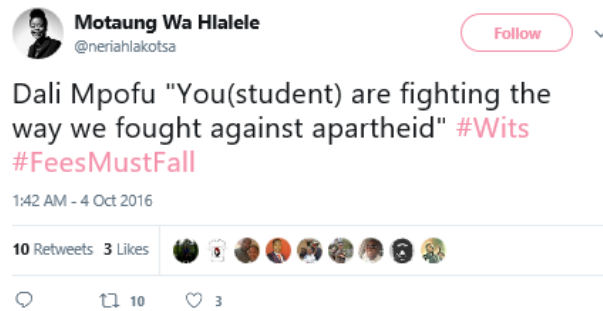 Motaung Wa Hlalele
@neriahlakotsa
Follow
Dali Mpofu "You(student) are fighting the
way we fought against apartheid" #Wits
#FeesMustFall
1:42 AM - 4 Oct 2016
10 Retweets 3 Likes
10 3